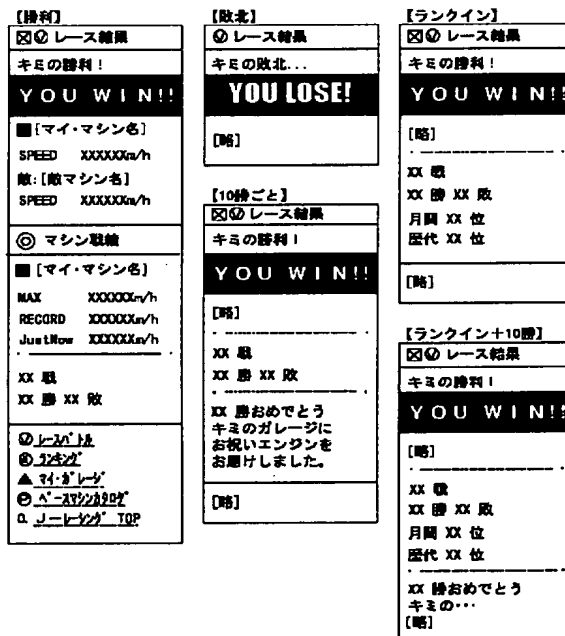 【勝利】
レース結果
キミの勝利!
YOU WIN!!
■[マイ・マシン名]
SPEED XXXXXXm/h
敵:[敵マシン名]
SPEED XXXXXXm/h
◎ マシン戦績
■[マイ・マシン名]
MAX XXXXXXm/h
RECORD XXXXXXm/h
JustNow XXXXXXm/h
XX 戦
XX 勝 XX 敗
レースバトル
ランキング
▲ マイ・ガレージ
ベースマシンカタログ
Jーレーシング TOP
【敗北】
レース結果
キミの敗北...
YOU LOSE!
[略]
【10勝ごと】
レース結果
キミの勝利!
YOU WIN!!
[略]
XX 戦
XX 勝 XX 敗
XX 勝おめでとう
キミのガレージに
お祝いエンジンを
お届けしました。
[略]
【ランクイン】
レース結果
キミの勝利!
YOU WIN!!
[略]
XX 戦
XX 勝 XX 敗
月間 XX 位
歴代 XX 位
[略]
【ランクイン+10勝】
レース結果
キミの勝利!
YOU WIN!!
[略]
XX 戦
XX 勝 XX 敗
月間 XX 位
歴代 XX 位
XX 勝おめでとう
キミの・・・
[略]